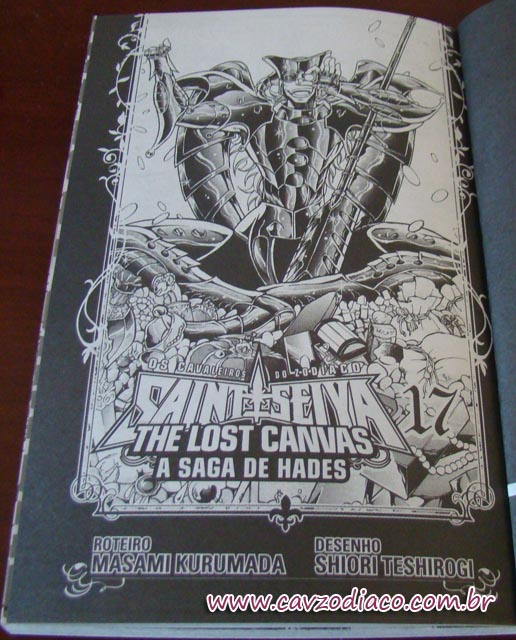 OS CAVALEIROS DO ZODÍACO
SAINT SEIYA
THE LOST CANVAS
A SAGA DE HADES
17
ROTEIRO
MASAMI KURUMADA
DESENHO
SHIORI TESHIROGI
www.cavzodiaco.com.br